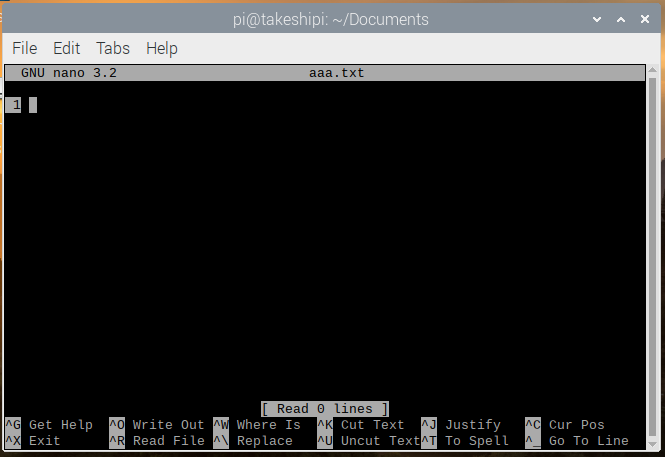 pi@takeshipi: ~/Documents
File Edit Tabs Help
GNU nano 3.2 aaa.txt
1
[ Read 0 lines ]
^G Get Help ^O Write Out ^W Where Is ^K Cut Text ^J Justify ^C Cur Pos
^X Exit ^R Read File ^\ Replace ^U Uncut Text ^T To Spell ^_ Go To Line